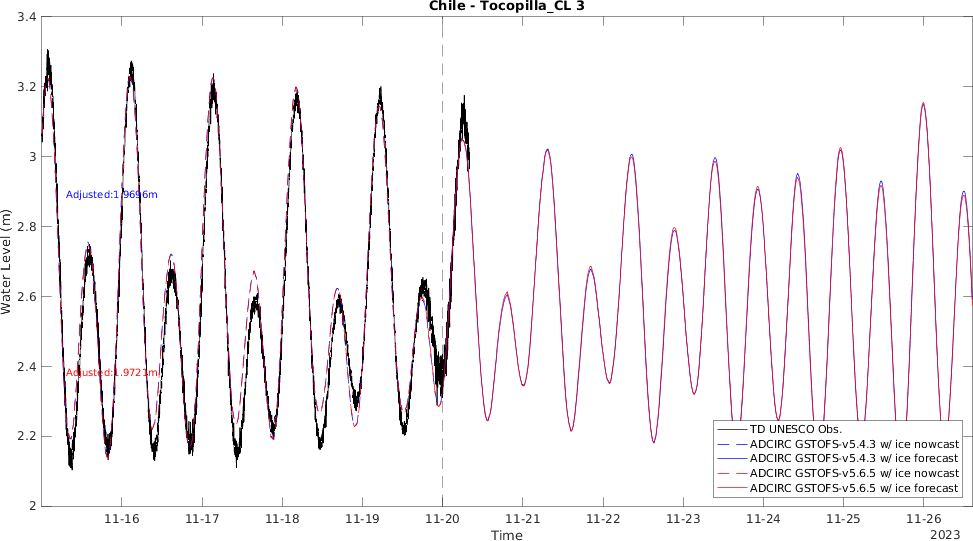 Chile - Tocopilla_CL 3
3.4
3.2
3
2.8
2.6
2.4
2.2
2
Water Level (m)
Adjusted:1.9696m
Adjusted:1.9721m
TD UNESCO Obs.
ADCIRC GSTOFS-v5.4.3 w/ ice nowcast
ADCIRC GSTOFS-v5.4.3 w/ ice forecast
ADCIRC GSTOFS-v5.6.5 w/ ice nowcast
ADCIRC GSTOFS-v5.6.5 w/ ice forecast
11-16 11-17 11-18 11-19 11-20 11-21 11-22 11-23 11-24 11-25 11-26
Time
2023